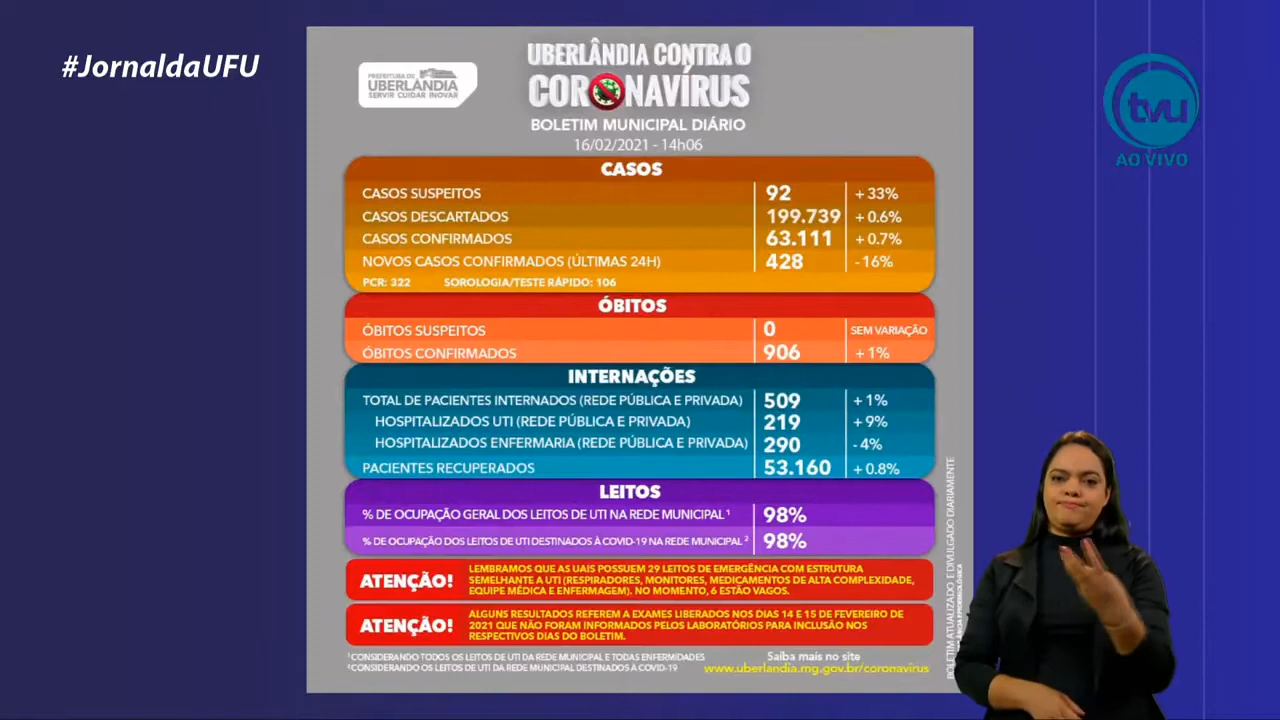 #JornaldaUFU
PREFEITURA DE
UBERLÂNDIA
SERVIR CUIDAR INOVAR
UBERLÂNDIA CONTRA O
CORONAVÍRUS
BOLETIM MUNICIPAL DIÁRIO
16/02/2021 - 14h06
tvu
AO VIVO
CASOS
CASOS SUSPEITOS 92 + 33%
CASOS DESCARTADOS 199.739 + 0.6%
CASOS CONFIRMADOS 63.111 + 0.7%
NOVOS CASOS CONFIRMADOS (ÚLTIMAS 24H) 428 - 16%
PCR: 322 SOROLOGIA/TESTE RÁPIDO: 106
ÓBITOS
ÓBITOS SUSPEITOS 0 SEM VARIAÇÃO
ÓBITOS CONFIRMADOS 906 + 1%
INTERNAÇÕES
TOTAL DE PACIENTES INTERNADOS (REDE PÚBLICA E PRIVADA) 509 + 1%
HOSPITALIZADOS UTI (REDE PÚBLICA E PRIVADA) 219 + 9%
HOSPITALIZADOS ENFERMARIA (REDE PÚBLICA E PRIVADA) 290 - 4%
PACIENTES RECUPERADOS 53.160 + 0.8%
LEITOS
% DE OCUPAÇÃO GERAL DOS LEITOS DE UTI NA REDE MUNICIPAL ¹ 98%
% DE OCUPAÇÃO DOS LEITOS DE UTI DESTINADOS À COVID-19 NA REDE MUNICIPAL ² 98%
ATENÇÃO!
LEMBRAMOS QUE AS UAIS POSSUEM 29 LEITOS DE EMERGÊNCIA COM ESTRUTURA
SEMELHANTE A UTI (RESPIRADORES, MONITORES, MEDICAMENTOS DE ALTA COMPLEXIDADE,
EQUIPE MÉDICA E ENFERMAGEM). NO MOMENTO, 6 ESTÃO VAGOS.
ATENÇÃO!
ALGUNS RESULTADOS REFEREM A EXAMES LIBERADOS NOS DIAS 14 E 15 DE FEVEREIRO DE
2021 QUE NÃO FORAM INFORMADOS PELOS LABORATÓRIOS PARA INCLUSÃO NOS
RESPECTIVOS DIAS DO BOLETIM.
¹ CONSIDERANDO TODOS OS LEITOS DE UTI DA REDE MUNICIPAL E TODAS ENFERMIDADES
² CONSIDERANDO OS LEITOS DE UTI DA REDE MUNICIPAL DESTINADOS À COVID-19
Saiba mais no site
www.uberlandia.mg.gov.br/coronavirus
BOLETIM ATUALIZADO E DIVULGADO DIARIAMENTE
EPIDEMIOLÓGICA